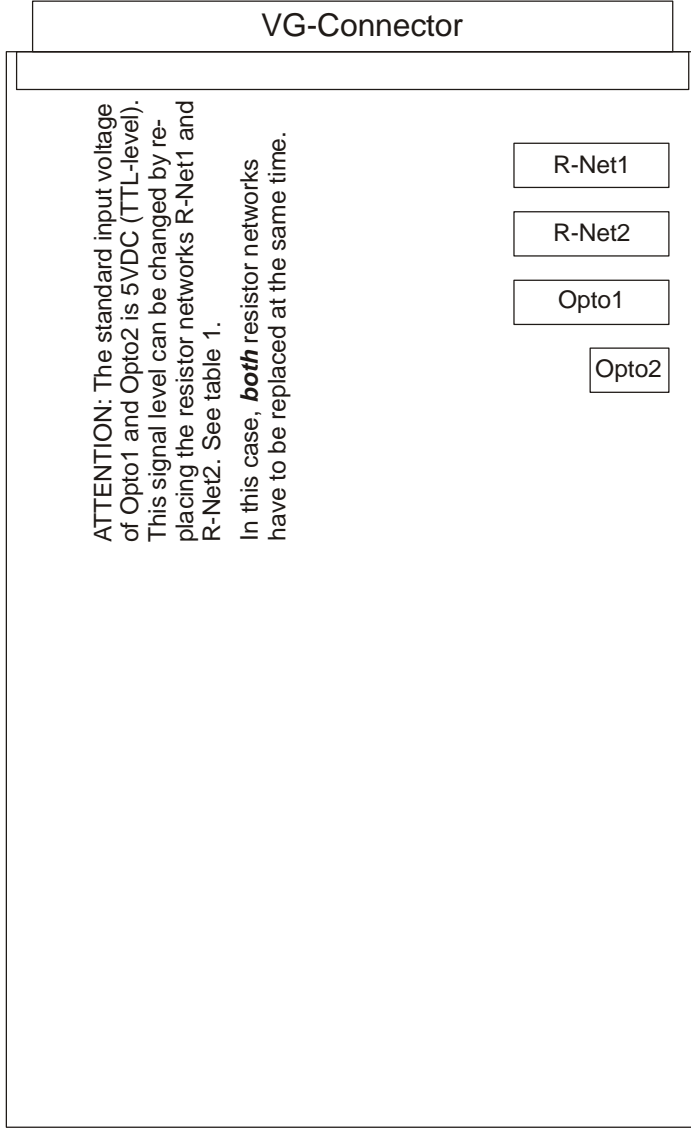 VG-Connector
ATTENTION: The standard input voltage
of Opto1 and Opto2 is 5VDC (TTL-level).
This signal level can be changed by re-
placing the resistor networks R-Net1 and
R-Net2. See table 1.
In this case, both resistor networks
have to be replaced at the same time.
R-Net1
R-Net2
Opto1
Opto2